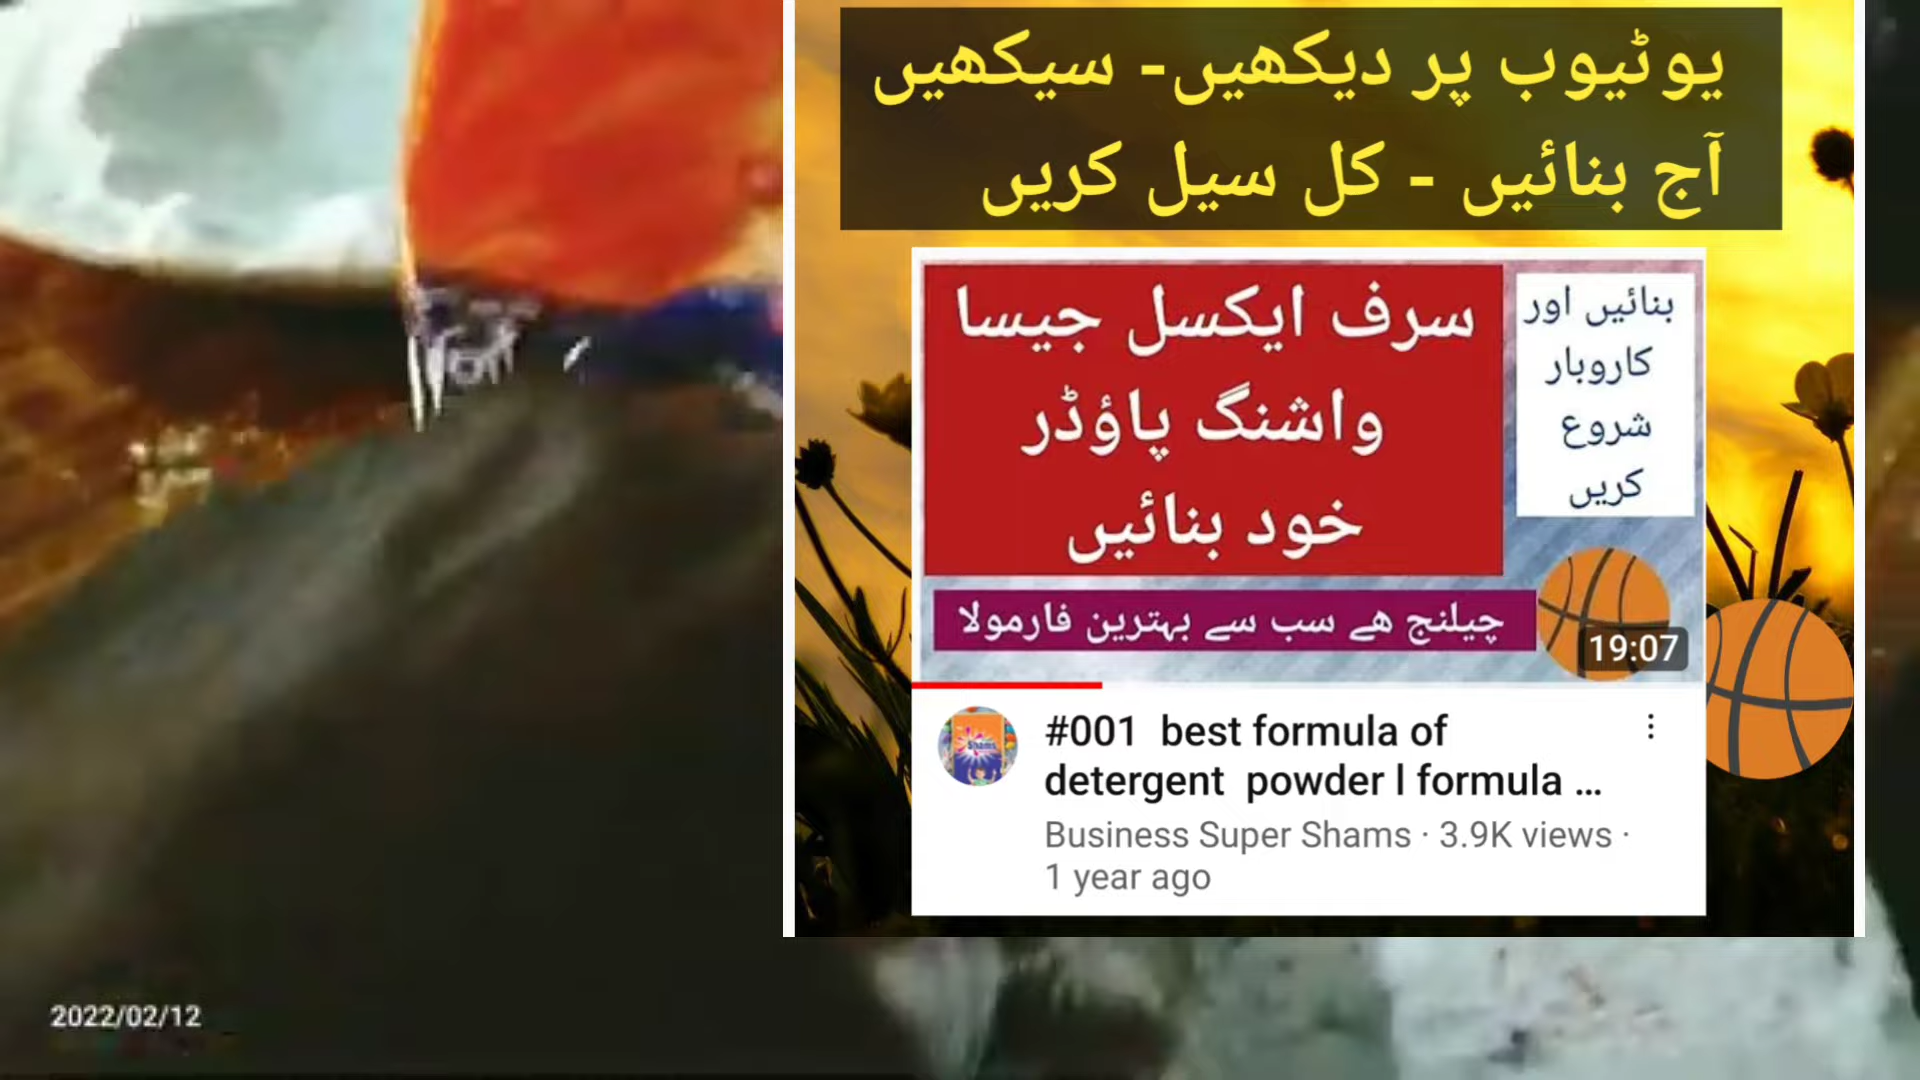 یوٹیوب پر دیکھیں- سیکھیں
آج بنائیں - کل سیل کریں
سرف ایکسل جیسا
واشنگ پاؤڈر
خود بنائیں
بنائیں اور
کاروبار
شروع
کریں
چیلنج ھے سب سے بہترین فارمولا
19:07
#001 best formula of
detergent powder l formula ...
Shams
Business Super Shams · 3.9K views ·
1 year ago
2022/02/12